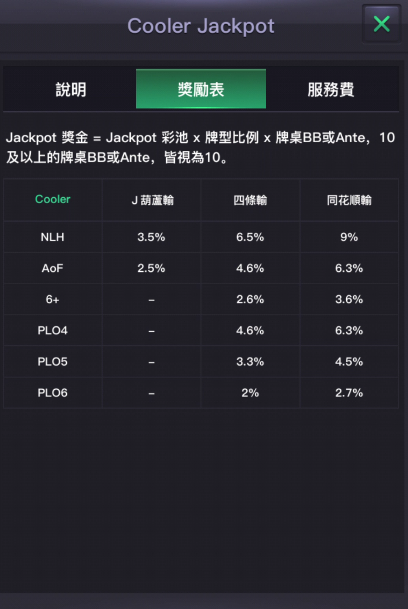 Cooler Jackpot
說明 獎勵表 服務費
Jackpot 獎金 = Jackpot 彩池 x 牌型比例 x 牌桌BB或Ante，10
及以上的牌桌BB或Ante，皆視為10。
Cooler J 葫蘆輸 四條輸 同花順輸
NLH 3.5% 6.5% 9%
AoF 2.5% 4.6% 6.3%
6+ – 2.6% 3.6%
PLO4 – 4.6% 6.3%
PLO5 – 3.3% 4.5%
PLO6 – 2% 2.7%